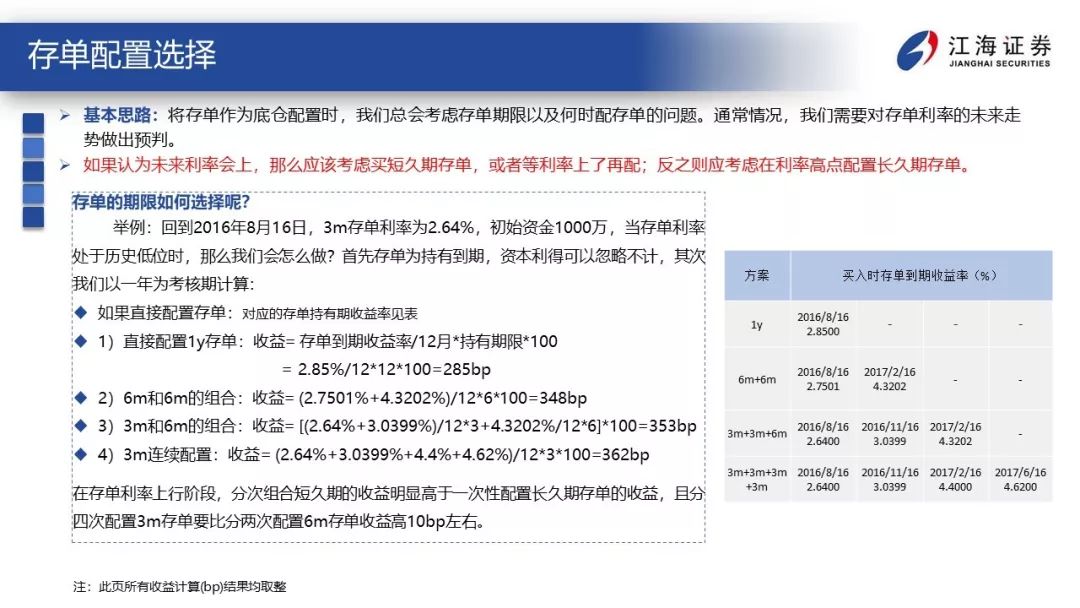 存单配置选择
江海证券
JIANGHAI SECURITIES
基本思路：将存单作为底仓配置时，我们总会考虑存单期限以及何时配存单的问题。通常情况，我们需要对存单利率的未来走
势做出预判。
如果认为未来利率会上，那么应该考虑买短久期存单，或者等利率上了再配；反之则应考虑在利率高点配置长久期存单。
存单的期限如何选择呢？
举例：回到2016年8月16日，3m存单利率为2.64%，初始资金1000万，当存单利率
处于历史低位时，那么我们会怎么做？首先存单为持有到期，资本利得可以忽略不计，其次
我们以一年为考核期计算：
如果直接配置存单：对应的存单持有期收益率见表
1）直接配置1y存单：收益= 存单到期收益率/12月*持有期限*100
= 2.85%/12*12*100=285bp
2）6m和6m的组合：收益= (2.7501%+4.3202%)/12*6*100=348bp
3）3m和6m的组合：收益= [(2.64%+3.0399%)/12*3+4.3202%/12*6]*100=353bp
4）3m连续配置：收益= (2.64%+3.0399%+4.4%+4.62%)/12*3*100=362bp
在存单利率上行阶段，分次组合短久期的收益明显高于一次性配置长久期存单的收益，且分
四次配置3m存单要比分两次配置6m存单收益高10bp左右。
方案 买入时存单到期收益率（%）
1y 2016/8/16 2.8500 - - -
6m+6m 2016/8/16 2.7501 2017/2/16 4.3202 - -
3m+3m+6m 2016/8/16 2.6400 2016/11/16 3.0399 2017/2/16 4.3202 -
3m+3m+3m+3m 2016/8/16 2.6400 2016/11/16 3.0399 2017/2/16 4.4000 2017/6/16 4.6200
注：此页所有收益计算(bp)结果均取整